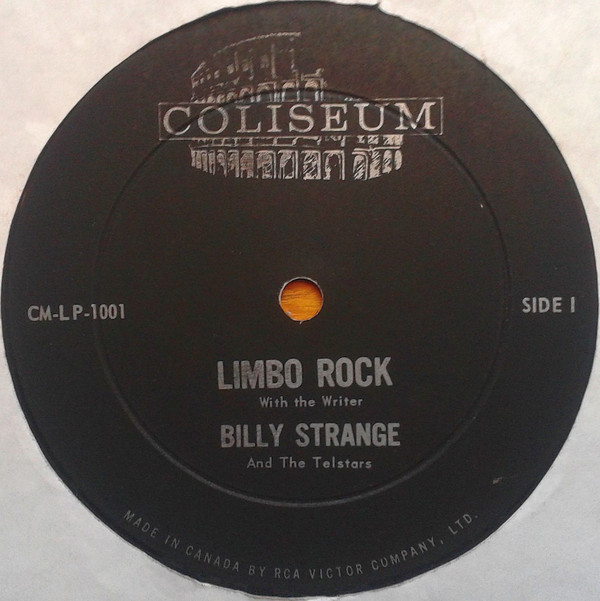 COLISEUM
CM-LP-1001
SIDE 1
LIMBO ROCK
With the Writer
BILLY STRANGE
And The Telstars
MADE IN CANADA BY RCA VICTOR COMPANY, LTD.